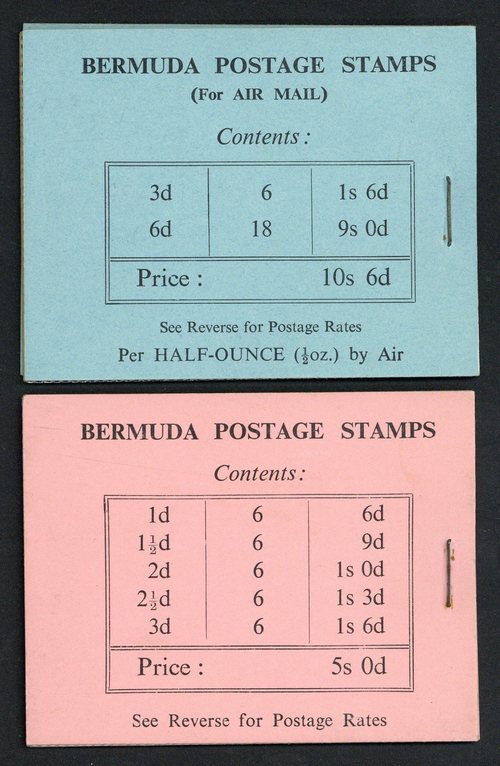 BERMUDA POSTAGE STAMPS
(For AIR MAIL)
Contents:
3d 6 1s 6d
6d 18 9s 0d
Price: 10s 6d
See Reverse for Postage Rates
Per HALF-OUNCE (½oz.) by Air
BERMUDA POSTAGE STAMPS
Contents:
1d 6 6d
1½d 6 9d
2d 6 1s 0d
2½d 6 1s 3d
3d 6 1s 6d
Price: 5s 0d
See Reverse for Postage Rates